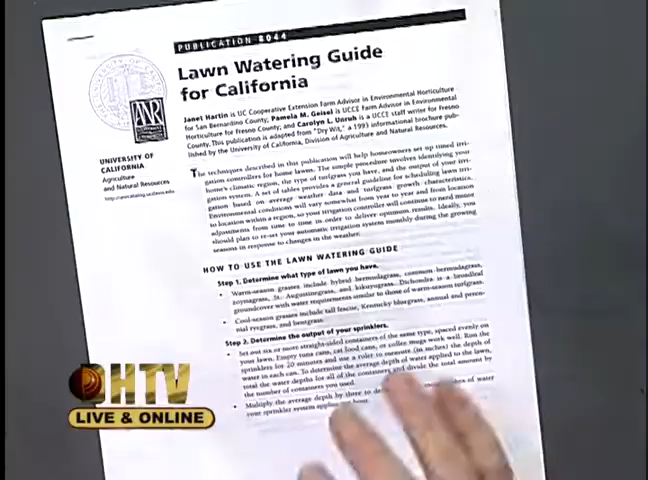 PUBLICATION 8044
Lawn Watering Guide
for California
Janet Hartin is UC Cooperative Extension Farm Advisor in Environmental Horticulture
for San Bernardino County; Pamela M. Geisel is UCCE Farm Advisor in Environmental
Horticulture for Fresno County; and Carolyn L. Unruh is UCCE staff writer for Fresno
County. This publication is adapted from "Dry Wit," a 1993 informational brochure pub-
lished by the University of California, Division of Agriculture and Natural Resources.
ANR
UNIVERSITY OF
CALIFORNIA
Agriculture
and Natural Resources
http://anrcatalog.ucdavis.edu
The techniques described in this publication will help homeowners set up timed irri-
gation controllers for home lawns. The simple procedure involves identifying your
home's climatic region, the type of turfgrass you have, and the output of your irri-
gation system. A set of tables provides a general guideline for scheduling lawn irri-
gation based on average weather data and turfgrass growth characteristics.
Environmental conditions will vary somewhat from year to year and from location
to location within a region, so your irrigation controller will continue to need minor
adjustments from time to time in order to deliver optimum results. Ideally, you
should plan to re-set your automatic irrigation system monthly during the growing
seasons in response to changes in the weather.
HOW TO USE THE LAWN WATERING GUIDE
Step 1. Determine what type of lawn you have.
• Warm-season grasses include hybrid bermudagrass, common bermudagrass,
zoysiagrass, St. Augustinegrass, and kikuyugrass. Dichondra is a broadleaf
groundcover with water requirements similar to those of warm-season turfgrass.
• Cool-season grasses include tall fescue, Kentucky bluegrass, annual and peren-
nial ryegrass, and bentgrass.
Step 2. Determine the output of your sprinklers.
• Set out six or more straight-sided containers of the same type, spaced evenly on
your lawn. Empty tuna cans, cat food cans, or coffee mugs work well. Run the
sprinklers for 20 minutes and use a ruler to measure (in inches) the depth of
water in each can. To determine the average depth of water applied to the lawn,
total the water depths for all of the containers and divide the total amount by
the number of containers you used.
• Multiply the average depth by three to inches of water
your sprinkler system applies hour.
HTV
LIVE & ONLINE